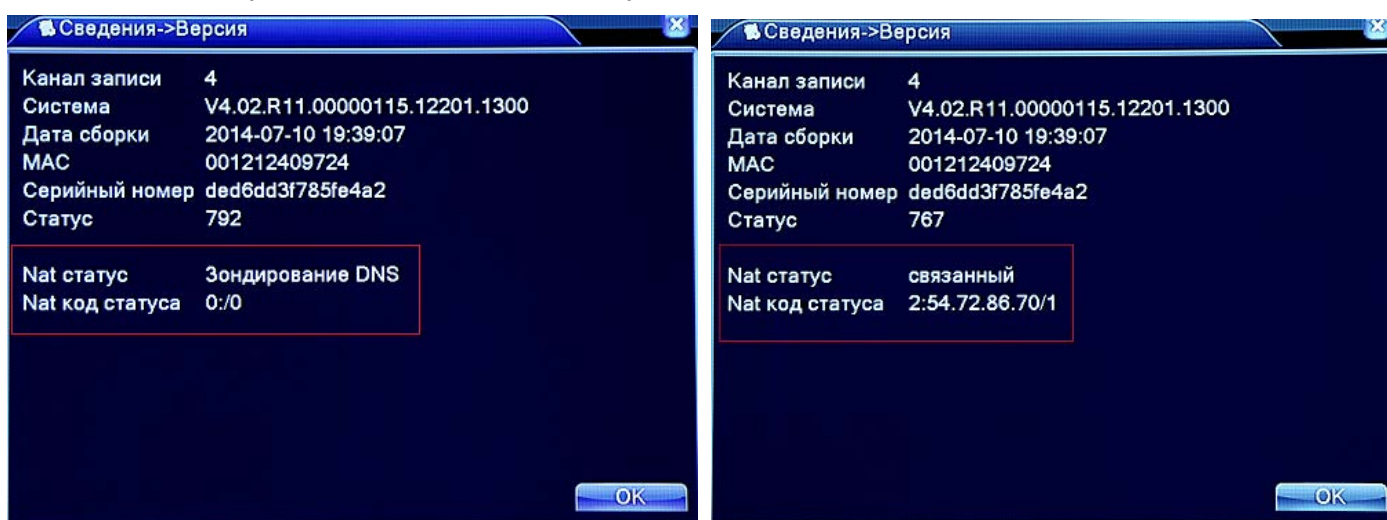 Сведения->Версия
Канал записи 4
Система V4.02.R11.00000115.12201.1300
Дата сборки 2014-07-10 19:39:07
MAC 001212409724
Серийный номер ded6dd3f785fe4a2
Статус 792
Nat статус Зондирование DNS
Nat код статуса 0:/0
OK
Сведения->Версия
Канал записи 4
Система V4.02.R11.00000115.12201.1300
Дата сборки 2014-07-10 19:39:07
MAC 001212409724
Серийный номер ded6dd3f785fe4a2
Статус 767
Nat статус связанный
Nat код статуса 2:54.72.86.70/1
OK